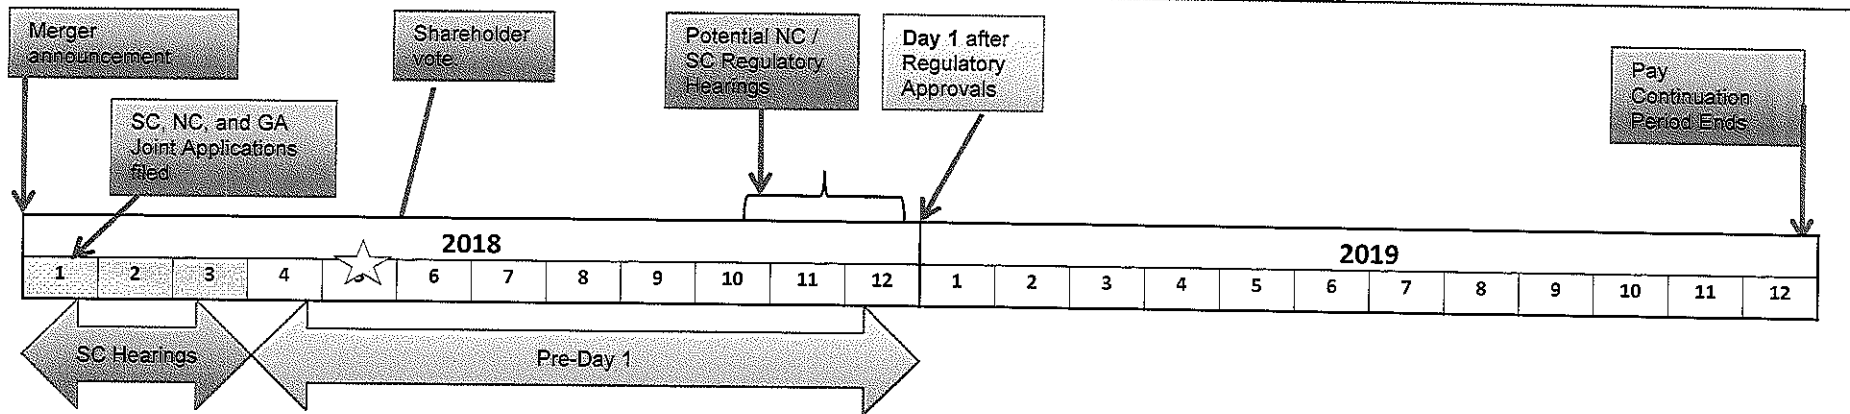 Merger
announcement
Shareholder
vote
Potential NC /
SC Regulatory
Hearings
Day 1 after
Regulatory
Approvals
Pay
Continuation
Period Ends
SC, NC, and GA
Joint Applications
filed
2018
2019
1 2 3 4 5 6 7 8 9 10 11 12 1 2 3 4 5 6 7 8 9 10 11 12
SC Hearings
Pre-Day 1